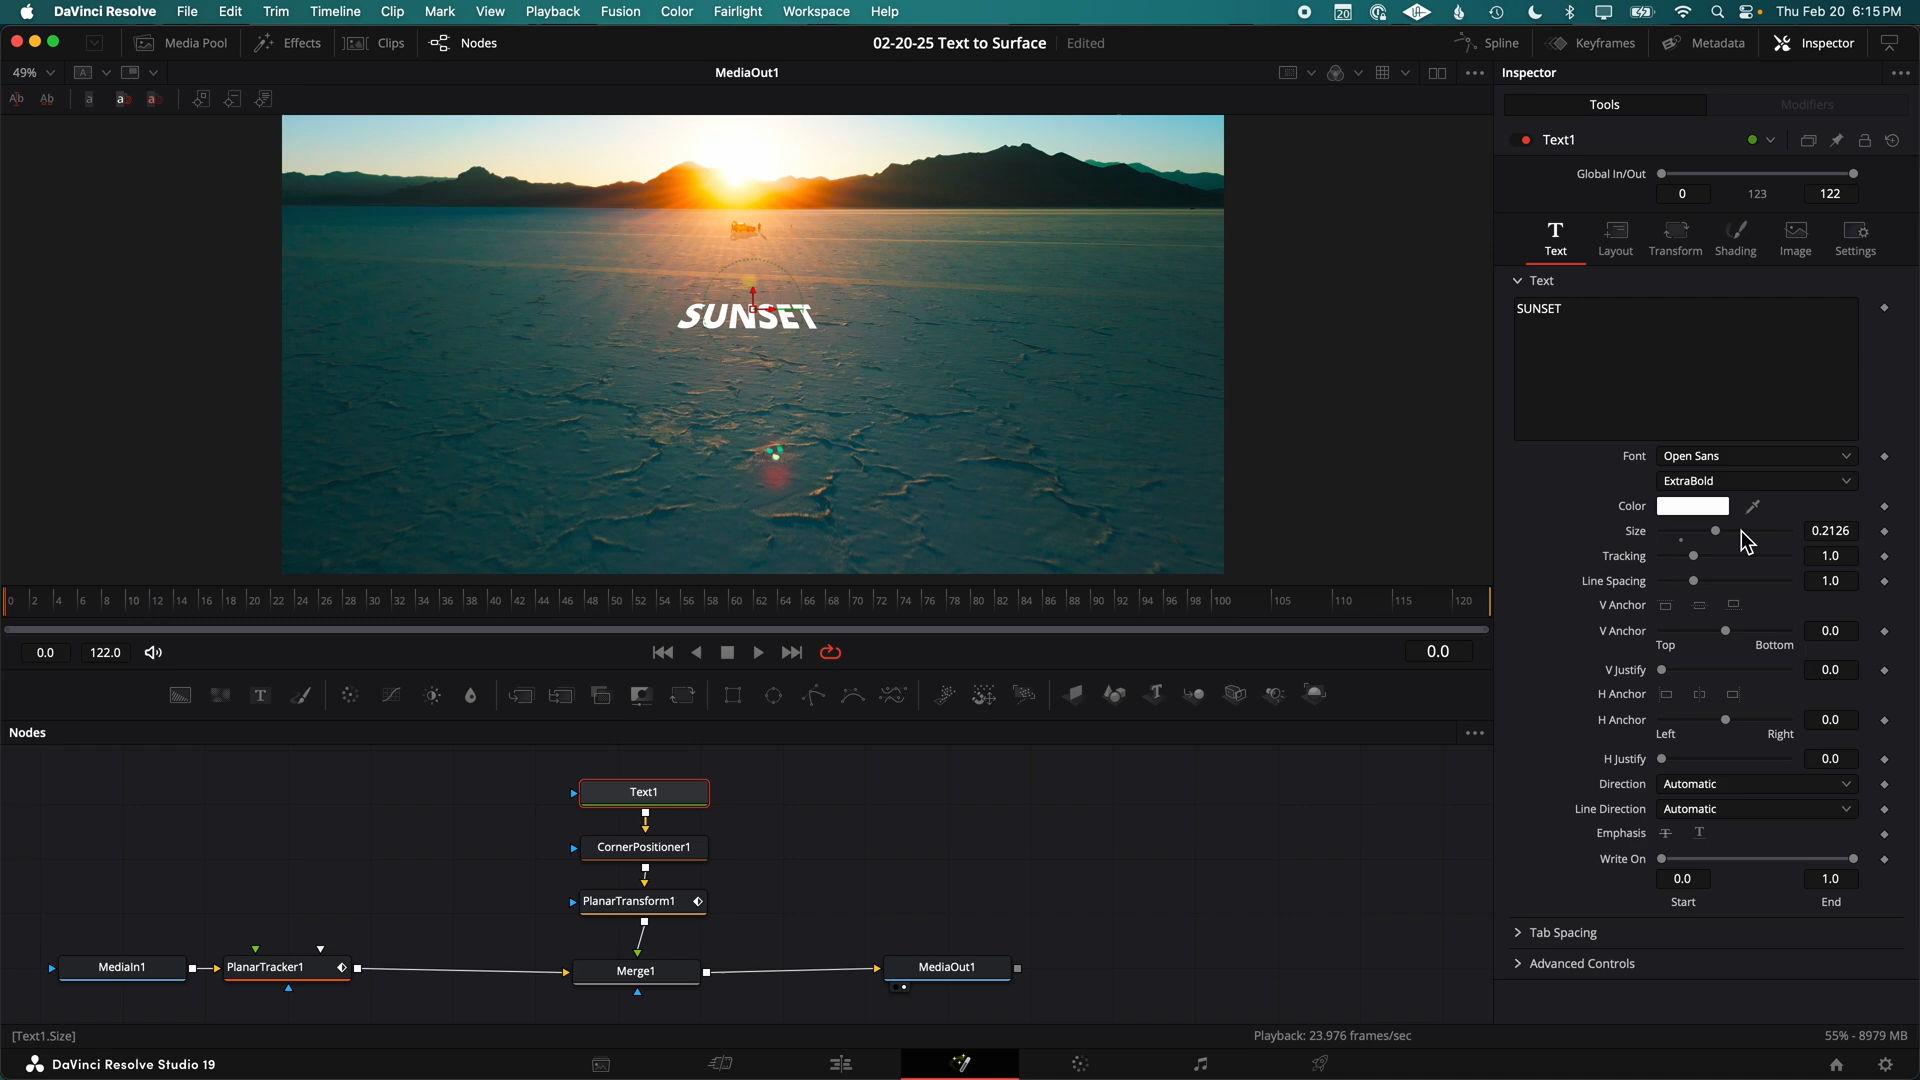 DaVinci Resolve File Edit Trim Timeline Clip Mark View Playback Fusion Color Fairlight Workspace Help 20 Thu Feb 20 6:15 PM
Media Pool Effects Clips Nodes 02-20-25 Text to Surface Edited Spline Keyframes Metadata Inspector
49% A MediaOut1 Inspector
Ab Ab a a a
Tools Modifiers
Text1
Global In/Out
0 123 122
T
Text Layout Transform Shading Image Settings
Text
SUNSET
SUNSET
Font Open Sans
ExtraBold
Color
Size 0.2126
Tracking 1.0
Line Spacing 1.0
V Anchor
V Anchor 0.0
Top Bottom
V Justify 0.0
H Anchor
H Anchor 0.0
Left Right
H Justify 0.0
Direction Automatic
Line Direction Automatic
Emphasis T T
Write On
0.0 1.0
Start End
Tab Spacing
Advanced Controls
0 2 4 6 8 10 12 14 16 18 20 22 24 26 28 30 32 34 36 38 40 42 44 46 48 50 52 54 56 58 60 62 64 66 68 70 72 74 76 78 80 82 84 86 88 90 92 94 96 98 100 105 110 115 120
0.0 122.0 0.0
T T
Nodes
Text1
CornerPositioner1
PlanarTransform1
MediaIn1 PlanarTracker1 Merge1 MediaOut1
[Text1.Size] Playback: 23.976 frames/sec 55% - 8979 MB
DaVinci Resolve Studio 19